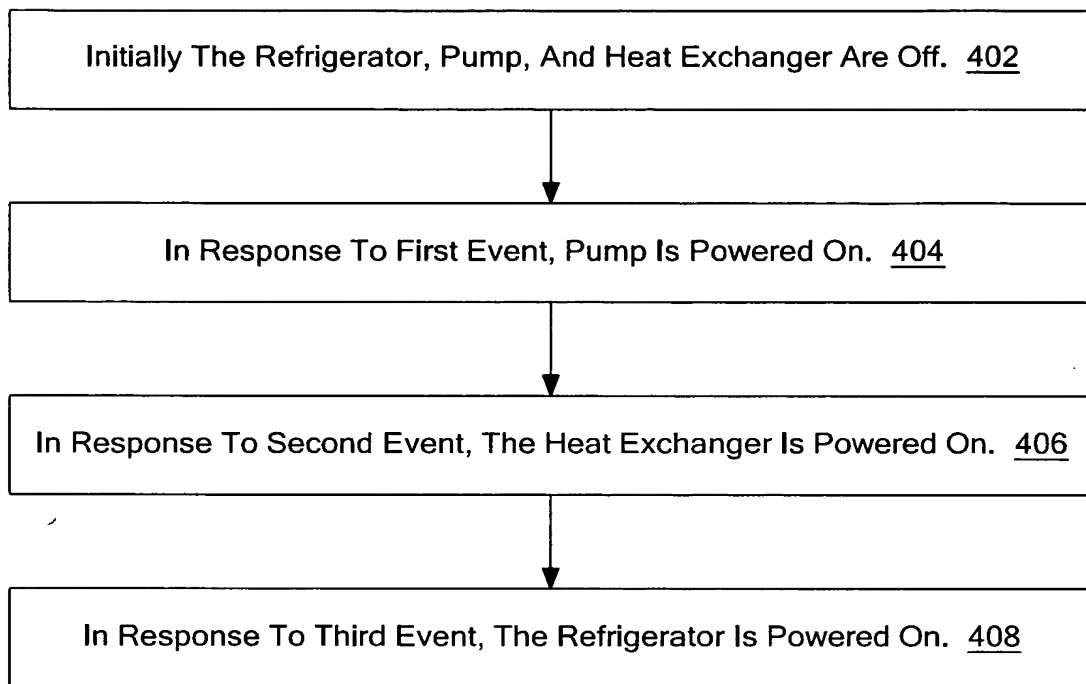 Initially The Refrigerator, Pump, And Heat Exchanger Are Off. 402
In Response To First Event, Pump Is Powered On. 404
In Response To Second Event, The Heat Exchanger Is Powered On. 406
In Response To Third Event, The Refrigerator Is Powered On. 408